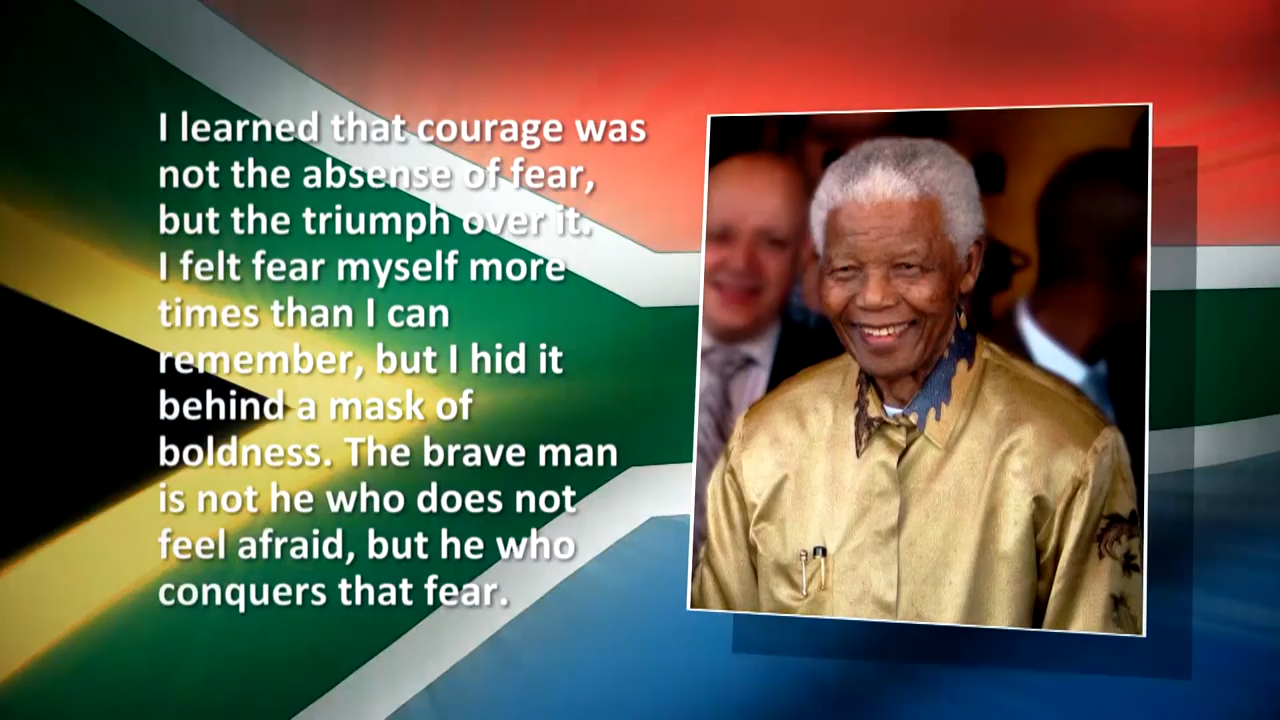 I learned that courage was
not the absense of fear,
but the triumph over it.
I felt fear myself more
times than I can
remember, but I hid it
behind a mask of
boldness. The brave man
is not he who does not
feel afraid, but he who
conquers that fear.